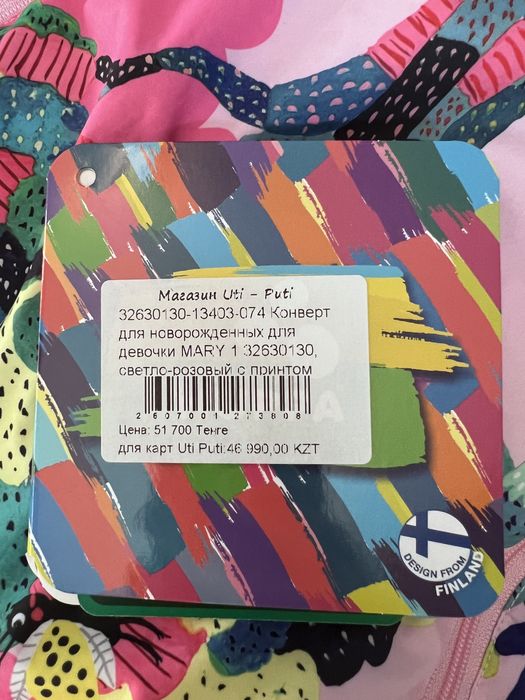 Магазин Uti - Puti
32630130-13403-074 Конверт
для новорожденных для
девочки MARY 1 32630130,
светло-розовый с принтом
2607001273808
Цена: 51 700 Тенге
для карт Uti Puti:46 990,00 KZT
DESIGN FROM
FINLAND